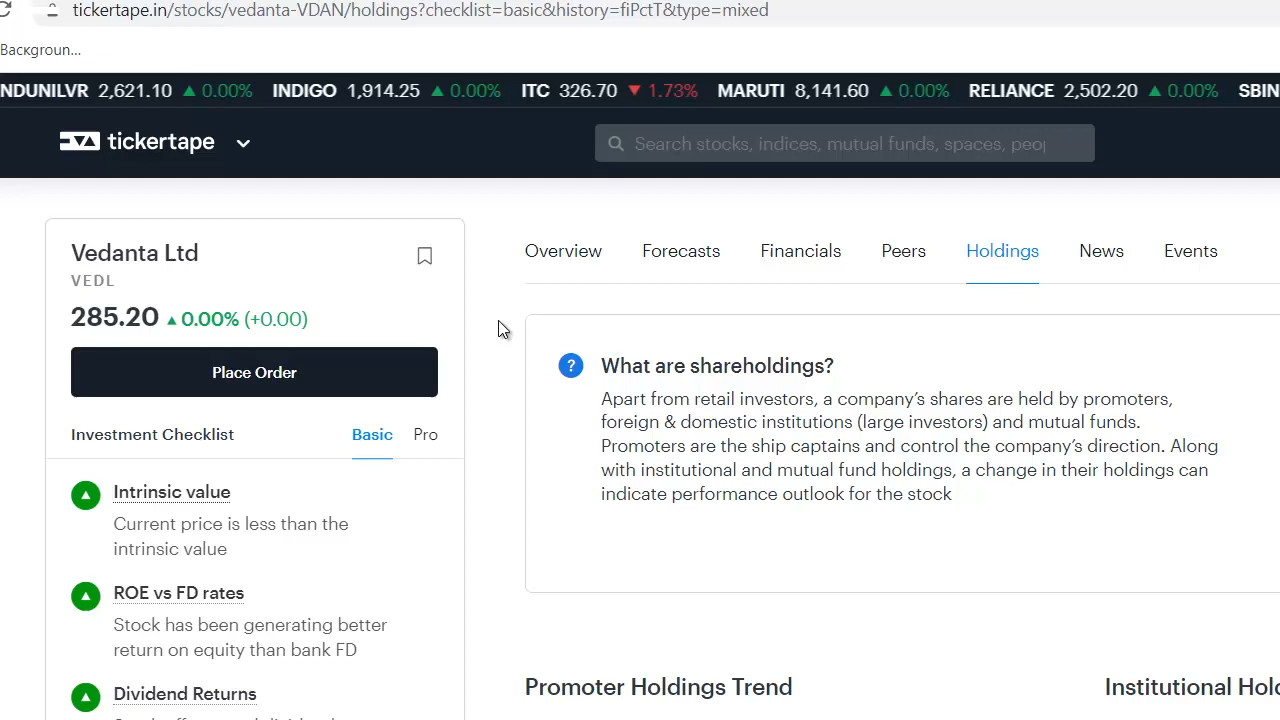 tickertape.in/stocks/vedanta-VDAN/holdings?checklist=basic&history=fiPctT&type=mixed
Backgroun...
NDUNILVR 2,621.10 ▲ 0.00% INDIGO 1,914.25 ▲ 0.00% ITC 326.70 ▼ 1.73% MARUTI 8,141.60 ▲ 0.00% RELIANCE 2,502.20 ▲ 0.00% SBIN
tickertape
Search stocks, indices, mutual funds, spaces, peo
Vedanta Ltd
VEDL
285.20 ▲ 0.00% (+0.00)
Place Order
Investment Checklist Basic Pro
Intrinsic value
Current price is less than the
intrinsic value
ROE vs FD rates
Stock has been generating better
return on equity than bank FD
Dividend Returns
Overview Forecasts Financials Peers Holdings News Events
What are shareholdings?
Apart from retail investors, a company’s shares are held by promoters,
foreign & domestic institutions (large investors) and mutual funds.
Promoters are the ship captains and control the company’s direction. Along
with institutional and mutual fund holdings, a change in their holdings can
indicate performance outlook for the stock
Promoter Holdings Trend
Institutional Hold